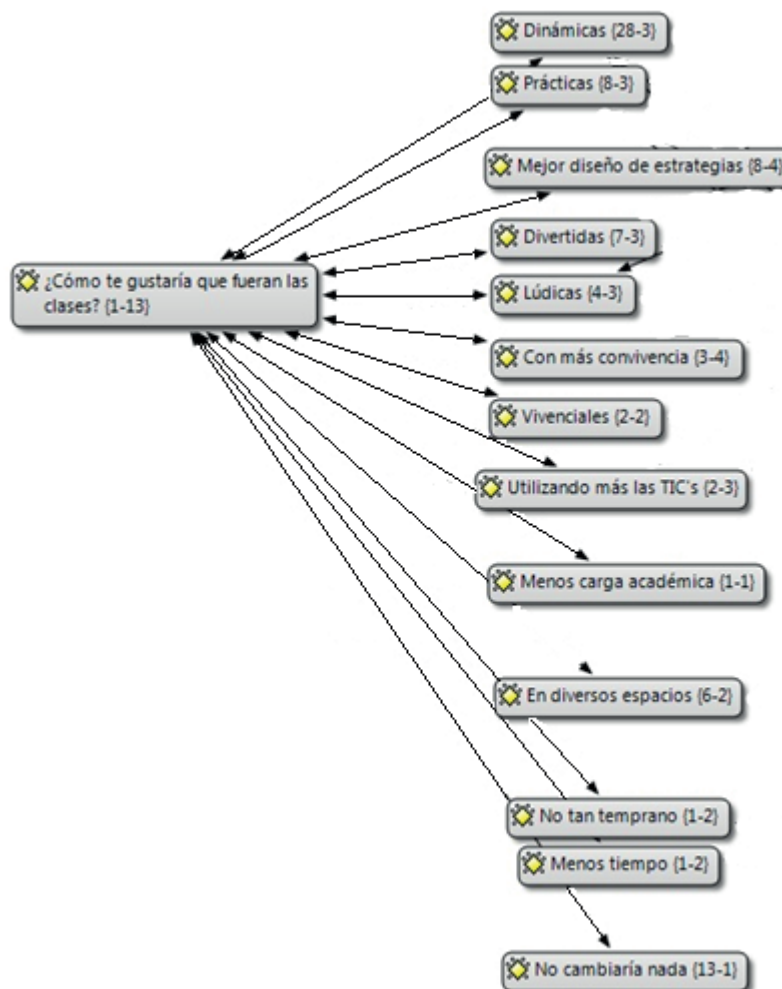 Dinámicas {28-3}
Prácticas {8-3}
Mejor diseño de estrategias {8-4}
Divertidas {7-3}
¿Cómo te gustaría que fueran las
clases? {1-13}
Lúdicas {4-3}
Con más convivencia {3-4}
Vivenciales {2-2}
Utilizando más las TIC's {2-3}
Menos carga académica {1-1}
En diversos espacios {6-2}
No tan temprano {1-2}
Menos tiempo {1-2}
No cambiaría nada {13-1}